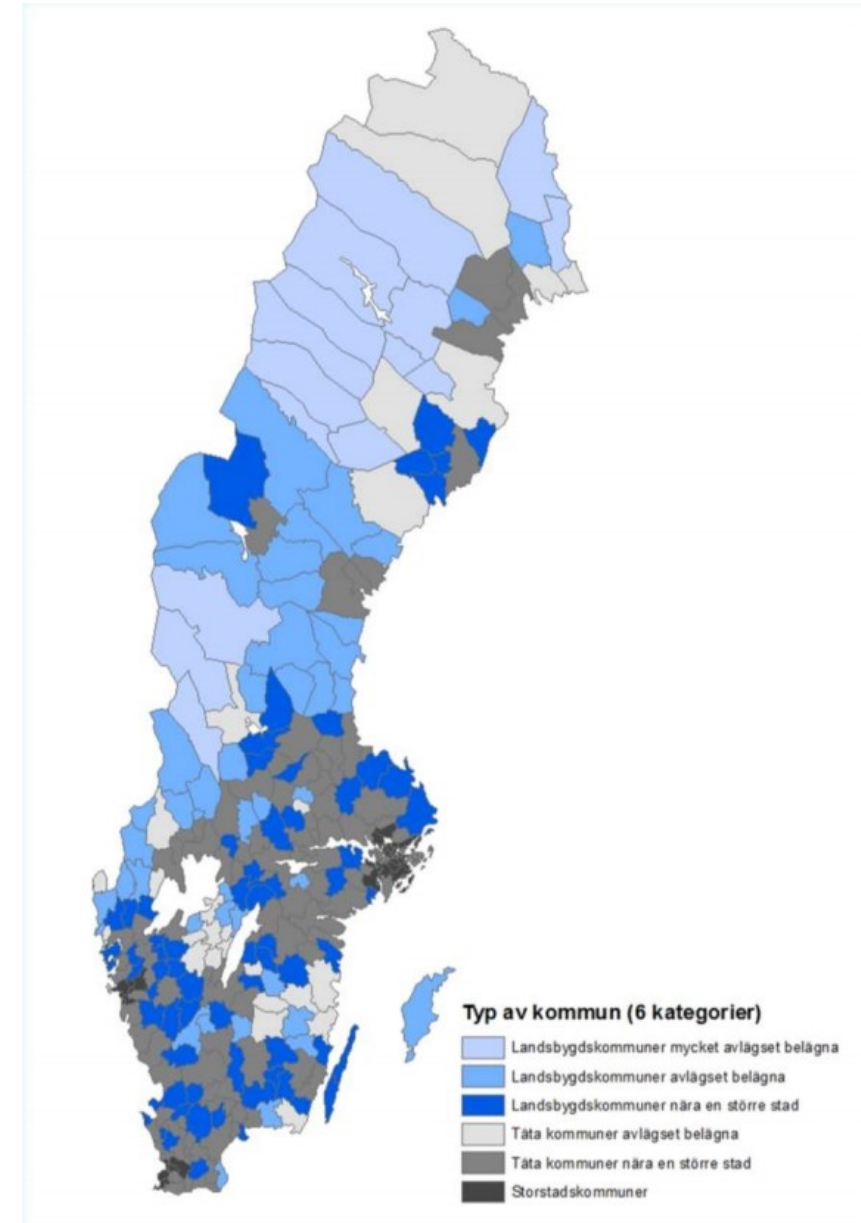 Typ av kommun (6 kategorier)
Landsbygdskommuner mycket avlägset belägna
Landsbygdskommuner avlägset belägna
Landsbygdskommuner nära en större stad
Täta kommuner avlägset belägna
Täta kommuner nära en större stad
Storstadskommuner